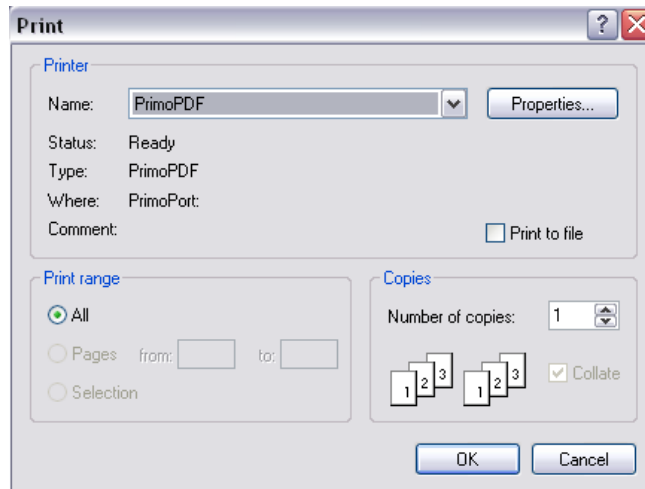 Print
Printer
Name: PrimoPDF Properties...
Status: Ready
Type: PrimoPDF
Where: PrimoPort:
Comment: Print to file
Print range
All
Pages from: to:
Selection
Copies
Number of copies: 1
1 2 3 1 2 3 Collate
OK Cancel